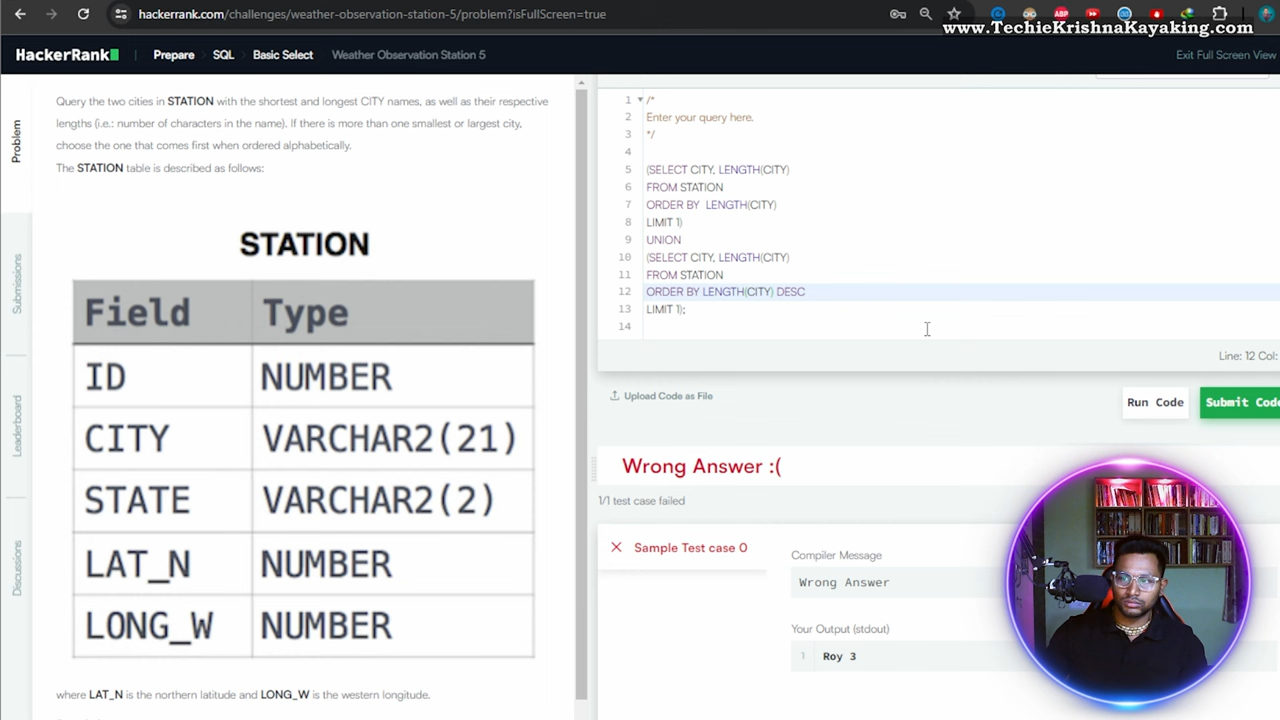 hackerrank.com/challenges/weather-observation-station-5/problem?isFullScreen=true
www.TechieKrishnaKayaking.com
HackerRank | Prepare SQL Basic Select Weather Observation Station 5 Exit Full Screen View
Problem
Submissions
Leaderboard
Discussions
Query the two cities in STATION with the shortest and longest CITY names, as well as their respective
lengths (i.e.: number of characters in the name). If there is more than one smallest or largest city,
choose the one that comes first when ordered alphabetically.
The STATION table is described as follows:
STATION
Field Type
ID NUMBER
CITY VARCHAR2(21)
STATE VARCHAR2(2)
LAT_N NUMBER
LONG_W NUMBER
where LAT_N is the northern latitude and LONG_W is the western longitude.
1 /*
2 Enter your query here.
3 */
4
5 (SELECT CITY, LENGTH(CITY)
6 FROM STATION
7 ORDER BY LENGTH(CITY)
8 LIMIT 1)
9 UNION
10 (SELECT CITY, LENGTH(CITY)
11 FROM STATION
12 ORDER BY LENGTH(CITY) DESC
13 LIMIT 1);
14
Line: 12 Col:
Upload Code as File
Run Code
Submit Code
Wrong Answer :(
1/1 test case failed
Sample Test case 0
Compiler Message
Wrong Answer
Your Output (stdout)
1 Roy 3